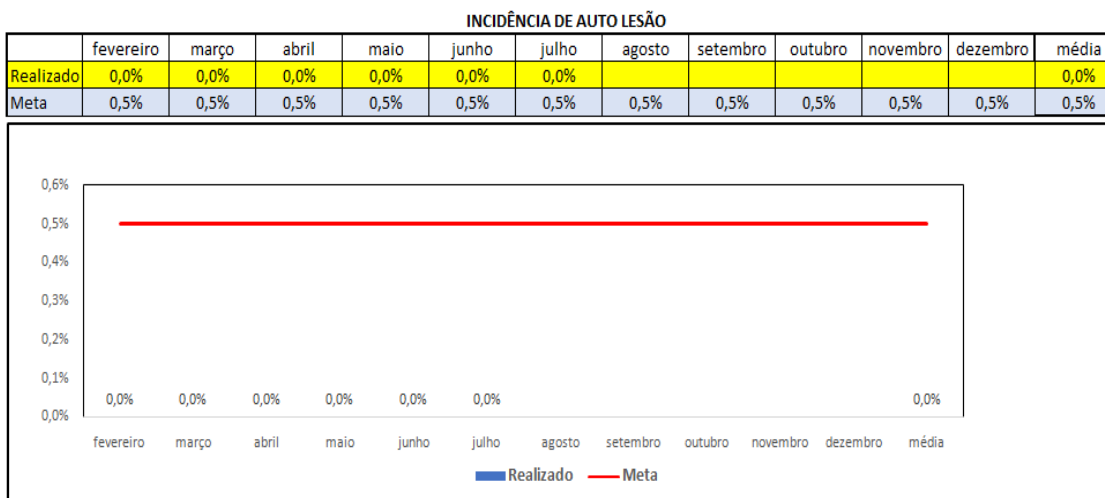 INCIDÊNCIA DE AUTO LESÃO
fevereiro março abril maio junho julho agosto setembro outubro novembro dezembro média
Realizado 0,0% 0,0% 0,0% 0,0% 0,0% 0,0% 0,0%
Meta 0,5% 0,5% 0,5% 0,5% 0,5% 0,5% 0,5% 0,5% 0,5% 0,5% 0,5% 0,5%
0,6%
0,5%
0,4%
0,3%
0,2%
0,1%
0,0% 0,0% 0,0% 0,0% 0,0% 0,0% 0,0%
0,0%
fevereiro março abril maio junho julho agosto setembro outubro novembro dezembro média
Realizado Meta